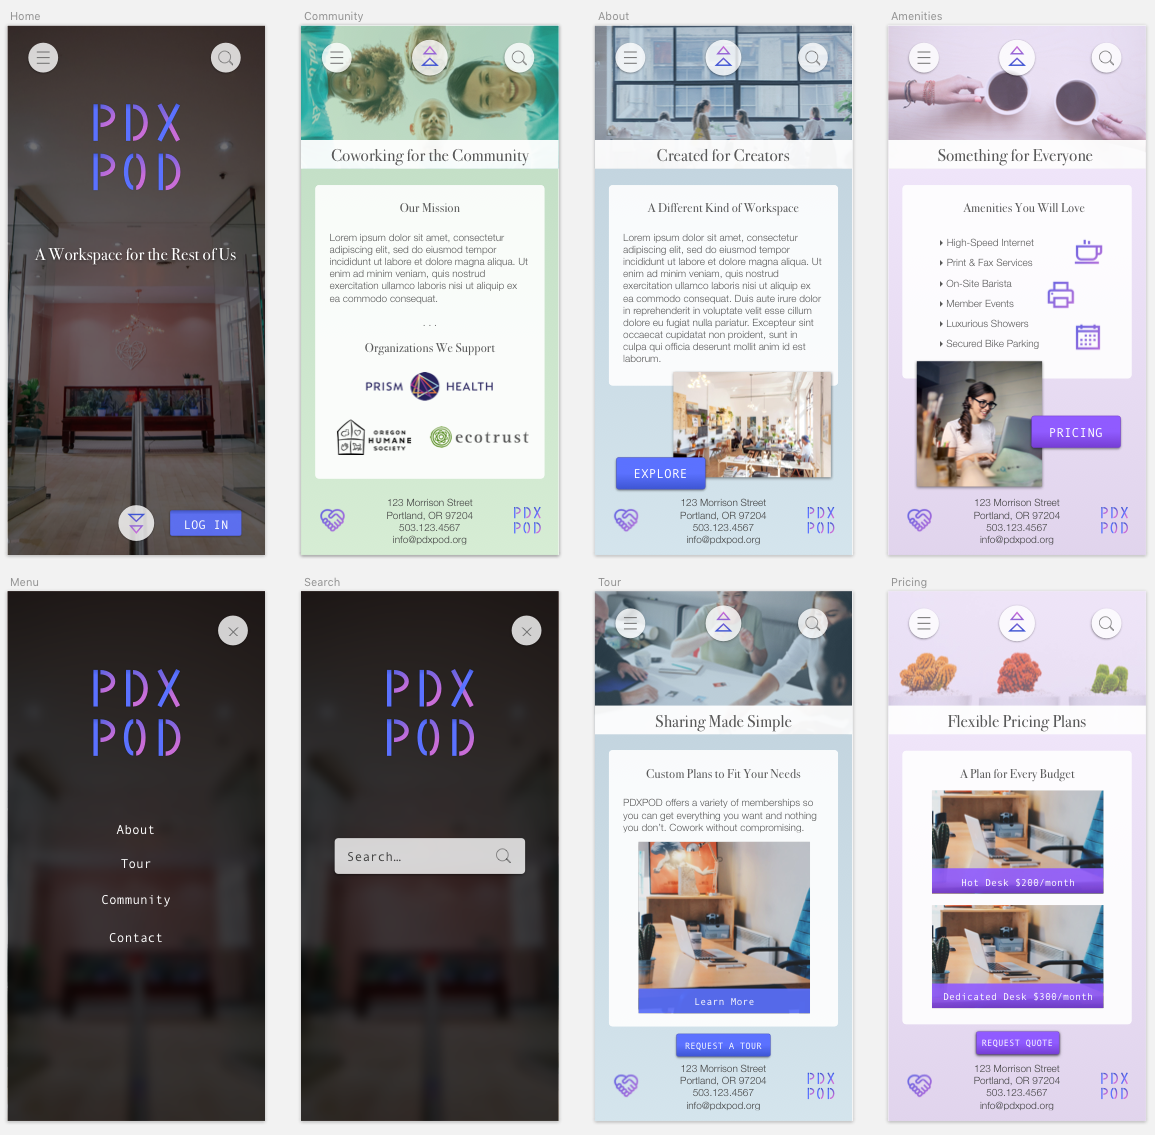 Home
PDX
POD
A Workspace for the Rest of Us
LOG IN
Community
Coworking for the Community
Our Mission
Lorem ipsum dolor sit amet, consectetur
adipiscing elit, sed do eiusmod tempor
incididunt ut labore et dolore magna aliqua. Ut
enim ad minim veniam, quis nostrud
exercitation ullamco laboris nisi ut aliquip ex
ea commodo consequat.
. . .
Organizations We Support
PRISM HEALTH
OREGON
HUMANE
SOCIETY
ecotrust
123 Morrison Street
Portland, OR 97204
503.123.4567
info@pdxpod.org
PDX
POD
About
Created for Creators
A Different Kind of Workspace
Lorem ipsum dolor sit amet, consectetur
adipiscing elit, sed do eiusmod tempor
incididunt ut labore et dolore magna aliqua. Ut
enim ad minim veniam, quis nostrud
exercitation ullamco laboris nisi ut aliquip ex
ea commodo consequat. Duis aute irure dolor
in reprehenderit in voluptate velit esse cillum
dolore eu fugiat nulla pariatur. Excepteur sint
occaecat cupidatat non proident, sunt in
culpa qui officia deserunt mollit anim id est
laborum.
EXPLORE
123 Morrison Street
Portland, OR 97204
503.123.4567
info@pdxpod.org
PDX
POD
Amenities
Something for Everyone
Amenities You Will Love
High-Speed Internet
Print & Fax Services
On-Site Barista
Member Events
Luxurious Showers
Secured Bike Parking
PRICING
123 Morrison Street
Portland, OR 97204
503.123.4567
info@pdxpod.org
PDX
POD
Menu
PDX
POD
About
Tour
Community
Contact
Search
PDX
POD
Search…
Tour
Sharing Made Simple
Custom Plans to Fit Your Needs
PDXPOD offers a variety of memberships so
you can get everything you want and nothing
you don't. Cowork without compromising.
Learn More
REQUEST A TOUR
123 Morrison Street
Portland, OR 97204
503.123.4567
info@pdxpod.org
PDX
POD
Pricing
Flexible Pricing Plans
A Plan for Every Budget
Hot Desk $200/month
Dedicated Desk $300/month
REQUEST QUOTE
123 Morrison Street
Portland, OR 97204
503.123.4567
info@pdxpod.org
PDX
POD